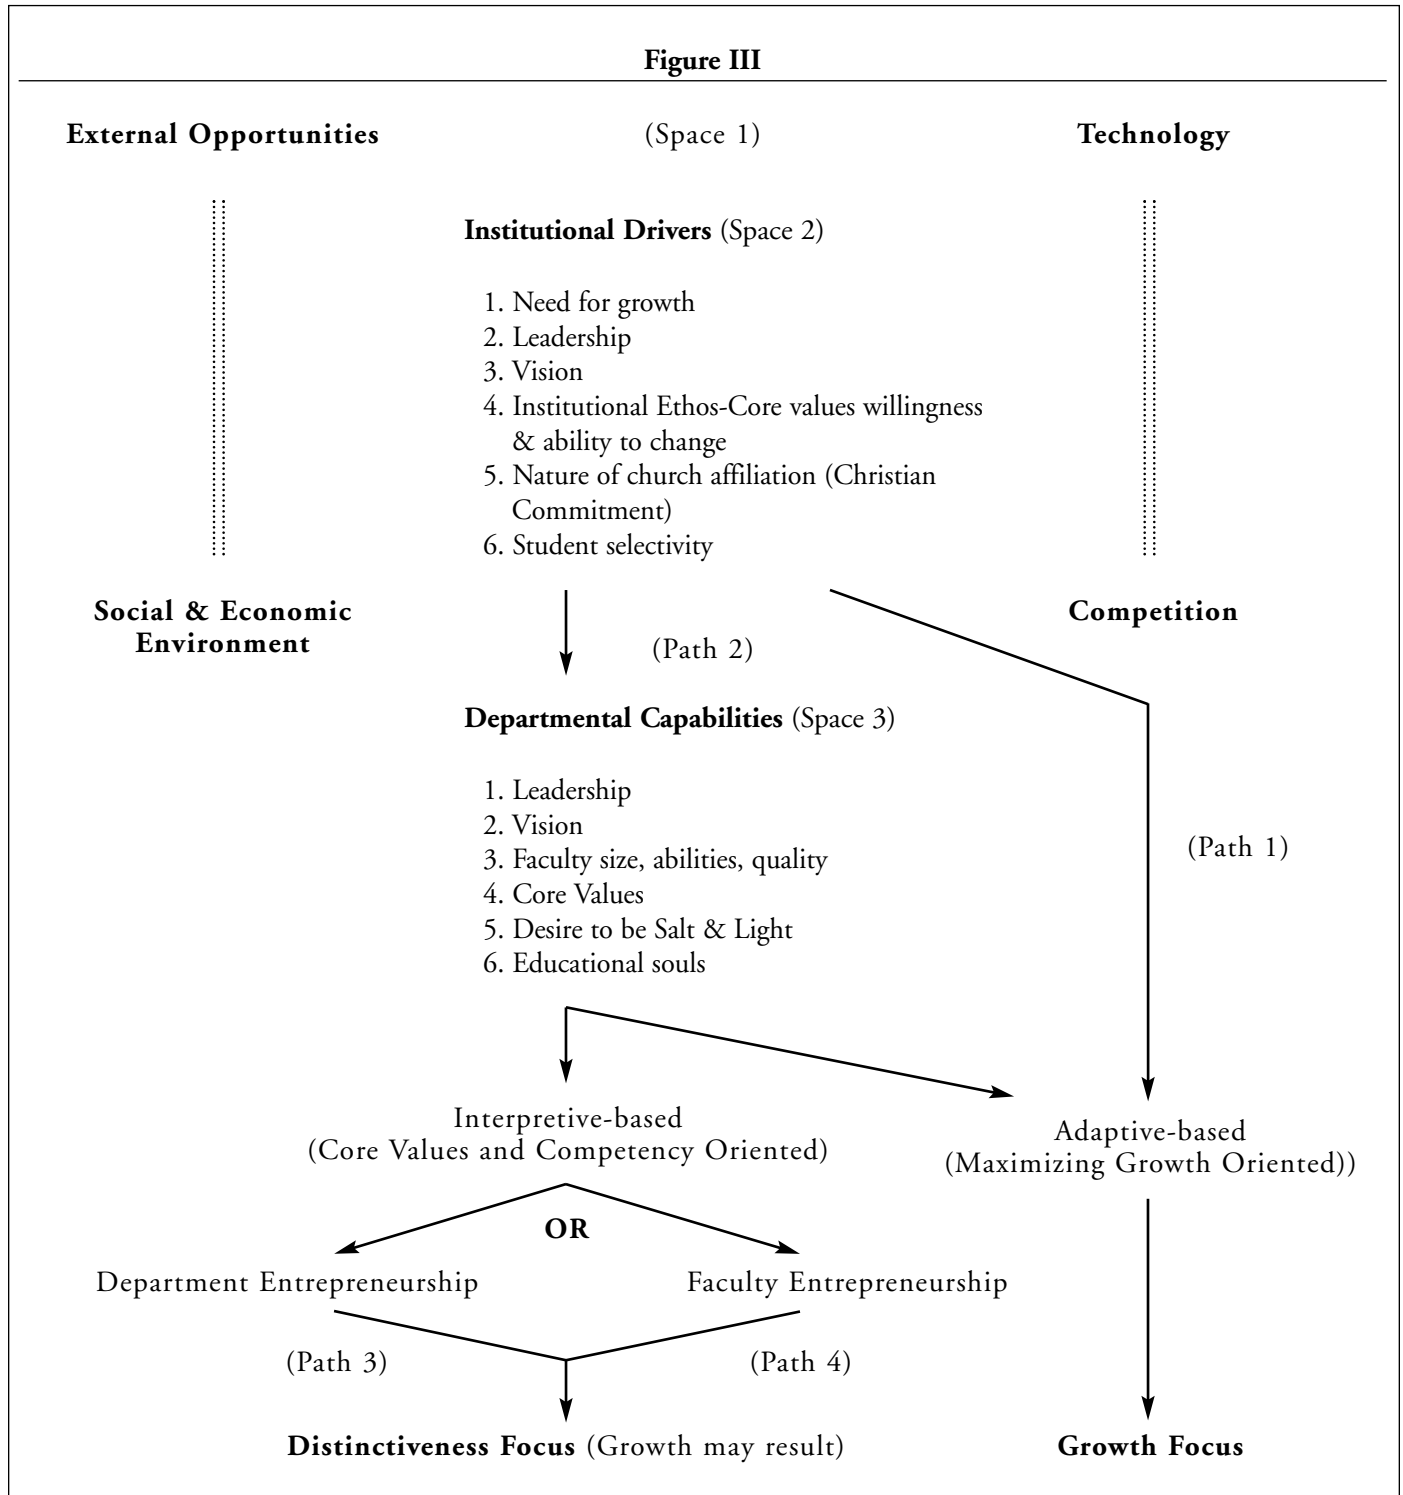 Figure III
External Opportunities
(Space 1)
Technology
Institutional Drivers (Space 2)
1. Need for growth
2. Leadership
3. Vision
4. Institutional Ethos-Core values willingness
& ability to change
5. Nature of church affiliation (Christian
Commitment)
6. Student selectivity
Social & Economic
Environment
Competition
(Path 2)
Departmental Capabilities (Space 3)
1. Leadership
2. Vision
3. Faculty size, abilities, quality
4. Core Values
5. Desire to be Salt & Light
6. Educational souls
(Path 1)
Interpretive-based
(Core Values and Competency Oriented)
Adaptive-based
(Maximizing Growth Oriented))
OR
Department Entrepreneurship
Faculty Entrepreneurship
(Path 3)
(Path 4)
Distinctiveness Focus (Growth may result)
Growth Focus